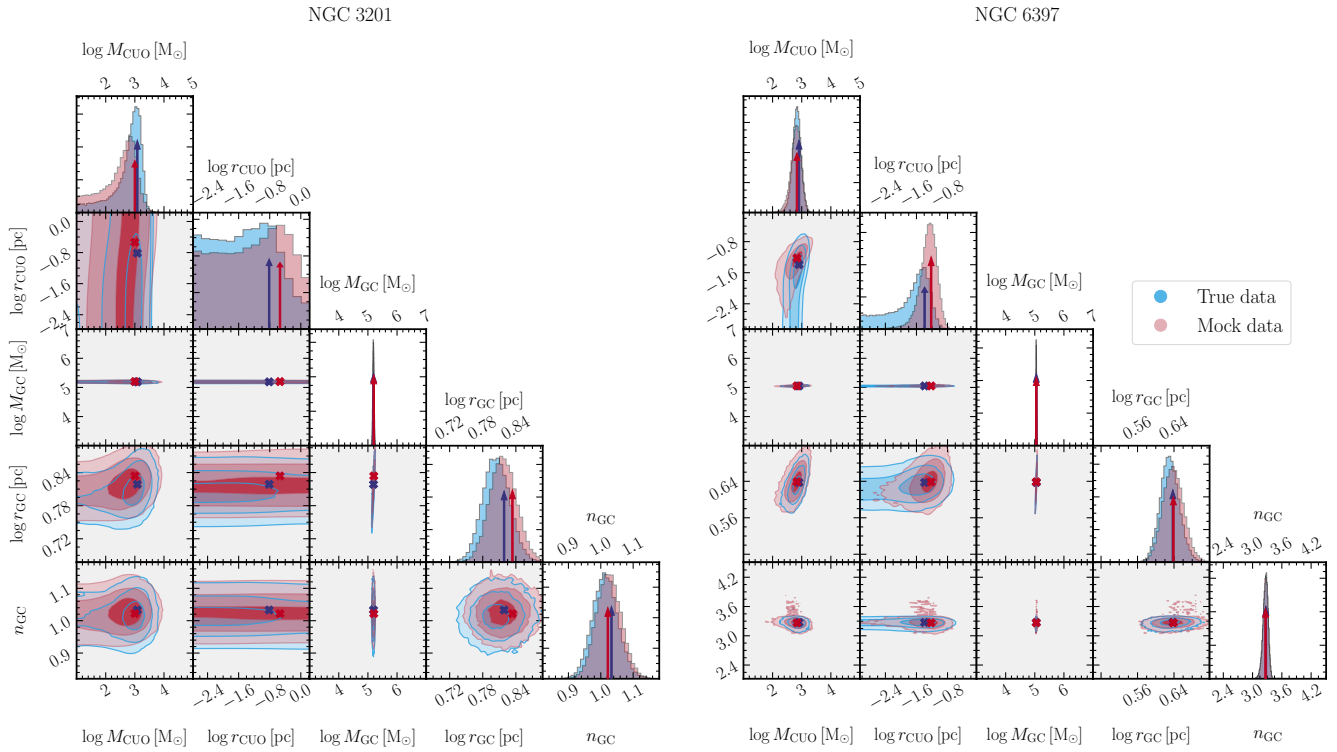 NGC 3201
NGC 6397
log M_CUO [M_⊙]
2 3 4 5
log r_CUO [pc]
−2.4 −1.6 −0.8 0.0
log M_GC [M_⊙]
4 5 6 7
log r_GC [pc]
0.72 0.78 0.84
n_GC
0.9 1.0 1.1
log r_CUO [pc]
0.0
−0.8
−1.6
−2.4
log M_GC [M_⊙]
7
6
5
4
log r_GC [pc]
0.84
0.78
0.72
n_GC
1.1
1.0
0.9
2 3 4
−2.4 −1.6 −0.8 0.0
4 5 6
0.72 0.78 0.84
0.9 1.0 1.1
log M_CUO [M_⊙]
log r_CUO [pc]
log M_GC [M_⊙]
log r_GC [pc]
n_GC
log M_CUO [M_⊙]
2 3 4 5
log r_CUO [pc]
−2.4 −1.6 −0.8
log M_GC [M_⊙]
4 5 6 7
log r_GC [pc]
0.56 0.64
n_GC
2.4 3.0 3.6 4.2
−0.8
−1.6
−2.4
7
6
5
4
0.64
0.56
4.2
3.6
3.0
2.4
2 3 4
−2.4 −1.6 −0.8
4 5 6
0.56 0.64
2.4 3.0 3.6 4.2
log M_CUO [M_⊙]
log r_CUO [pc]
log M_GC [M_⊙]
log r_GC [pc]
n_GC
True data
Mock data